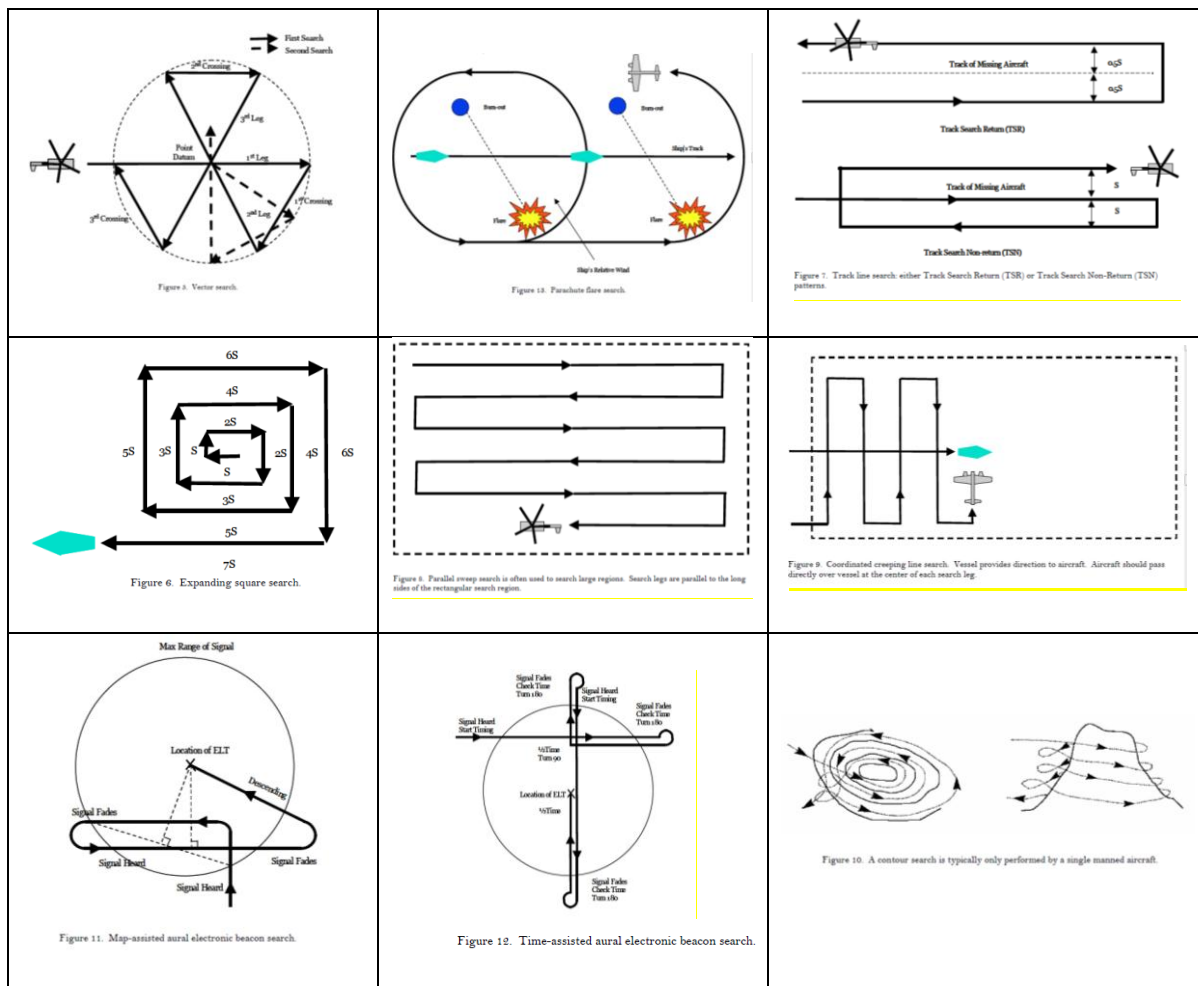 First Search
Second Search
2nd Crossing
3rd Leg
Point
Datum
1st Leg
2nd Leg
1st Crossing
3rd Crossing
Vector search.
Burn-out
Burn-out
Ship's Track
Flare
Flare
Ship's Relative Wind
Figure 13. Parachute flare search.
Track of Missing Aircraft
0.5S
0.5S
Track Search Return (TSR)
Track of Missing Aircraft
S
S
Track Search Non-return (TSN)
Figure 7. Track line search: either Track Search Return (TSR) or Track Search Non-Return (TSN)
patterns.
6S
4S
2S
5S
3S
S
2S
4S
6S
S
3S
5S
7S
Figure 6. Expanding square search.
Figure 8. Parallel sweep search is often used to search large regions. Search legs are parallel to the long
sides of the rectangular search region.
Figure 9. Coordinated creeping line search. Vessel provides direction to aircraft. Aircraft should pass
directly over vessel at the center of each search leg.
Max Range of Signal
Location of ELT
Descending
Signal Fades
Signal Heard
Signal Fades
Signal Heard
Figure 11. Map-assisted aural electronic beacon search.
Signal Fades
Check Time
Turn 180
Signal Heard
Start Timing
Signal Fades
Check Time
Turn 180
Signal Heard
Start Timing
½Time
Turn 90
Location of ELT
½Time
Signal Fades
Check Time
Turn 180
Figure 12. Time-assisted aural electronic beacon search.
Figure 10. A contour search is typically only performed by a single manned aircraft.